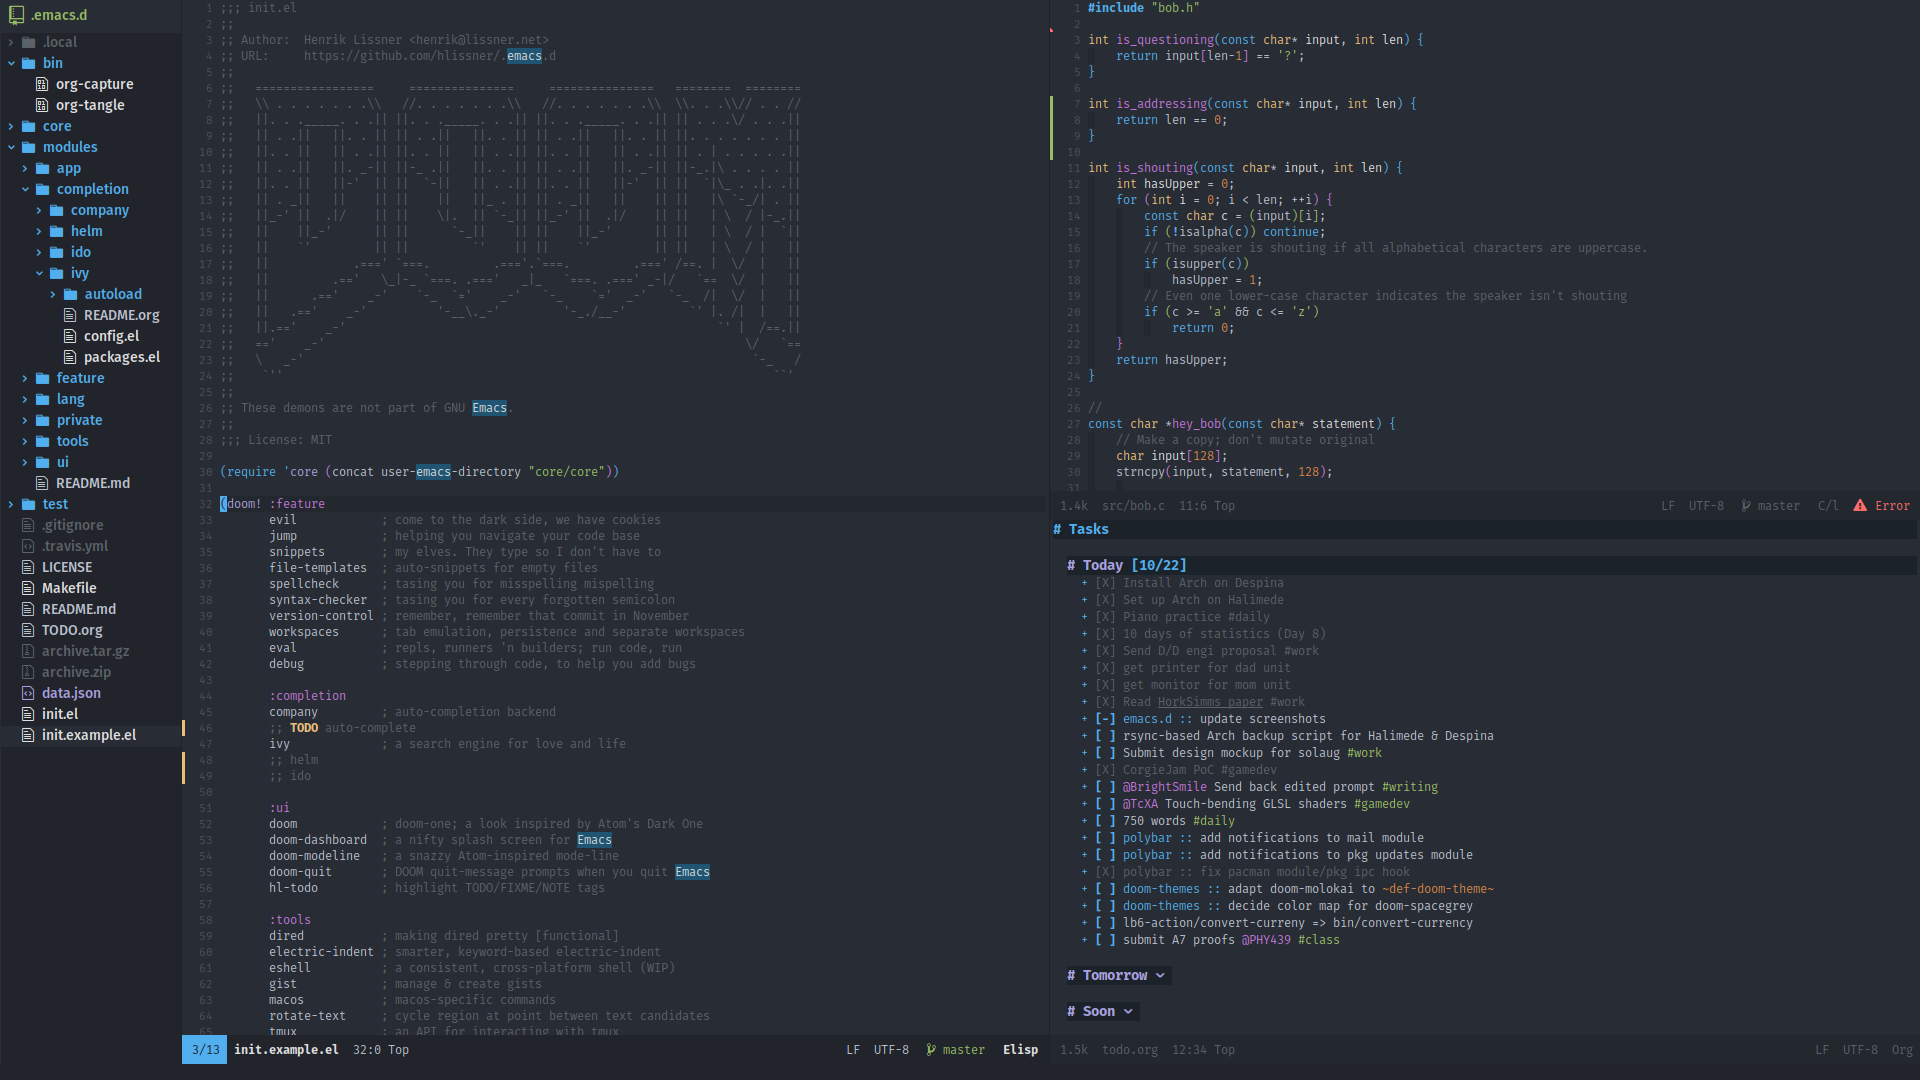 .emacs.d
.local
bin
org-capture
org-tangle
core
modules
app
completion
company
helm
ido
ivy
autoload
README.org
config.el
packages.el
feature
lang
private
tools
ui
README.md
test
.gitignore
.travis.yml
LICENSE
Makefile
README.md
TODO.org
archive.tar.gz
archive.zip
data.json
init.el
init.example.el
1 ;;; init.el
2 ;;
3 ;; Author:  Henrik Lissner <henrik@lissner.net>
4 ;; URL:     https://github.com/hlissner/.emacs.d
5 ;;
25 ;;
26 ;; These demons are not part of GNU Emacs.
27 ;;
28 ;;; License: MIT
29
30 (require 'core (concat user-emacs-directory "core/core"))
31
32 (doom! :feature
33 evil ; come to the dark side, we have cookies
34 jump ; helping you navigate your code base
35 snippets ; my elves. They type so I don't have to
36 file-templates ; auto-snippets for empty files
37 spellcheck ; tasing you for misspelling mispelling
38 syntax-checker ; tasing you for every forgotten semicolon
39 version-control ; remember, remember that commit in November
40 workspaces ; tab emulation, persistence and separate workspaces
41 eval ; repls, runners 'n builders; run code, run
42 debug ; stepping through code, to help you add bugs
43
44 :completion
45 company ; auto-completion backend
46 ;; TODO auto-complete
47 ivy ; a search engine for love and life
48 ;; helm
49 ;; ido
50
51 :ui
52 doom ; doom-one; a look inspired by Atom's Dark One
53 doom-dashboard ; a nifty splash screen for Emacs
54 doom-modeline ; a snazzy Atom-inspired mode-line
55 doom-quit ; DOOM quit-message prompts when you quit Emacs
56 hl-todo ; highlight TODO/FIXME/NOTE tags
57
58 :tools
59 dired ; making dired pretty [functional]
60 electric-indent ; smarter, keyword-based electric-indent
61 eshell ; a consistent, cross-platform shell (WIP)
62 gist ; manage & create gists
63 macos ; macos-specific commands
64 rotate-text ; cycle region at point between text candidates
65 tmux ; an API for interacting with tmux
3/13 init.example.el 32:0 Top LF UTF-8 master Elisp
1 #include "bob.h"
2
3 int is_questioning(const char* input, int len) {
4 return input[len-1] == '?';
5 }
6
7 int is_addressing(const char* input, int len) {
8 return len == 0;
9 }
10
11 int is_shouting(const char* input, int len) {
12 int hasUpper = 0;
13 for (int i = 0; i < len; ++i) {
14 const char c = (input)[i];
15 if (!isalpha(c)) continue;
16 // The speaker is shouting if all alphabetical characters are uppercase.
17 if (isupper(c))
18 hasUpper = 1;
19 // Even one lower-case character indicates the speaker isn't shouting
20 if (c >= 'a' && c <= 'z')
21 return 0;
22 }
23 return hasUpper;
24 }
25
26 //
27 const char *hey_bob(const char* statement) {
28 // Make a copy; don't mutate original
29 char input[128];
30 strncpy(input, statement, 128);
31
1.4k src/bob.c 11:6 Top LF UTF-8 master C/l Error
# Tasks
# Today [10/22]
+ [X] Install Arch on Despina
+ [X] Set up Arch on Halimede
+ [X] Piano practice #daily
+ [X] 10 days of statistics (Day 8)
+ [X] Send D/D engi proposal #work
+ [X] get printer for dad unit
+ [X] get monitor for mom unit
+ [X] Read HorkSimms paper #work
+ [-] emacs.d :: update screenshots
+ [ ] rsync-based Arch backup script for Halimede & Despina
+ [ ] Submit design mockup for solaug #work
+ [X] CorgieJam PoC #gamedev
+ [ ] @BrightSmile Send back edited prompt #writing
+ [ ] @TcXA Touch-bending GLSL shaders #gamedev
+ [ ] 750 words #daily
+ [ ] polybar :: add notifications to mail module
+ [ ] polybar :: add notifications to pkg updates module
+ [X] polybar :: fix pacman module/pkg ipc hook
+ [ ] doom-themes :: adapt doom-molokai to ~def-doom-theme~
+ [ ] doom-themes :: decide color map for doom-spacegrey
+ [ ] lb6-action/convert-curreny => bin/convert-currency
+ [ ] submit A7 proofs @PHY439 #class
# Tomorrow
# Soon
1.5k todo.org 12:34 Top LF UTF-8 Org